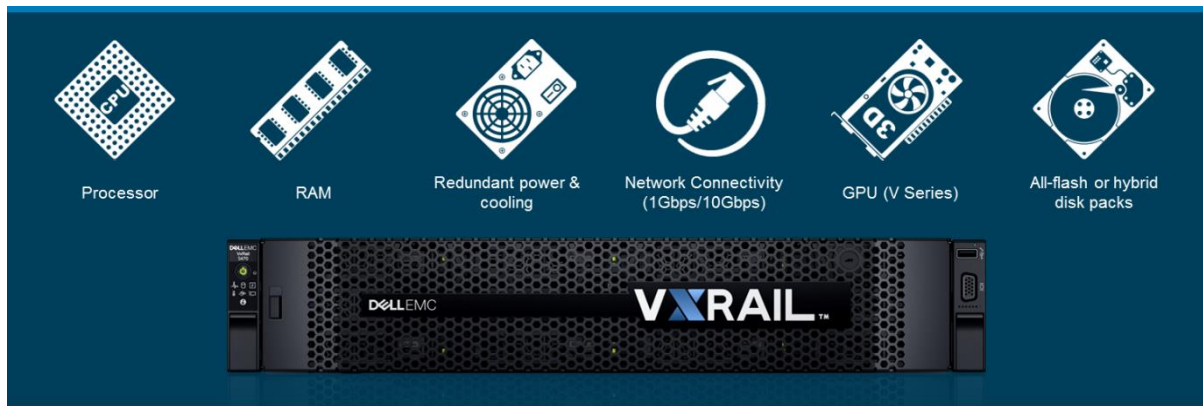 CPU
3D
Processor
RAM
Redundant power &
cooling
Network Connectivity
(1Gbps/10Gbps)
GPU (V Series)
All-flash or hybrid
disk packs
DELLEMC
VxRail
DELLEMC
VXRAIL™